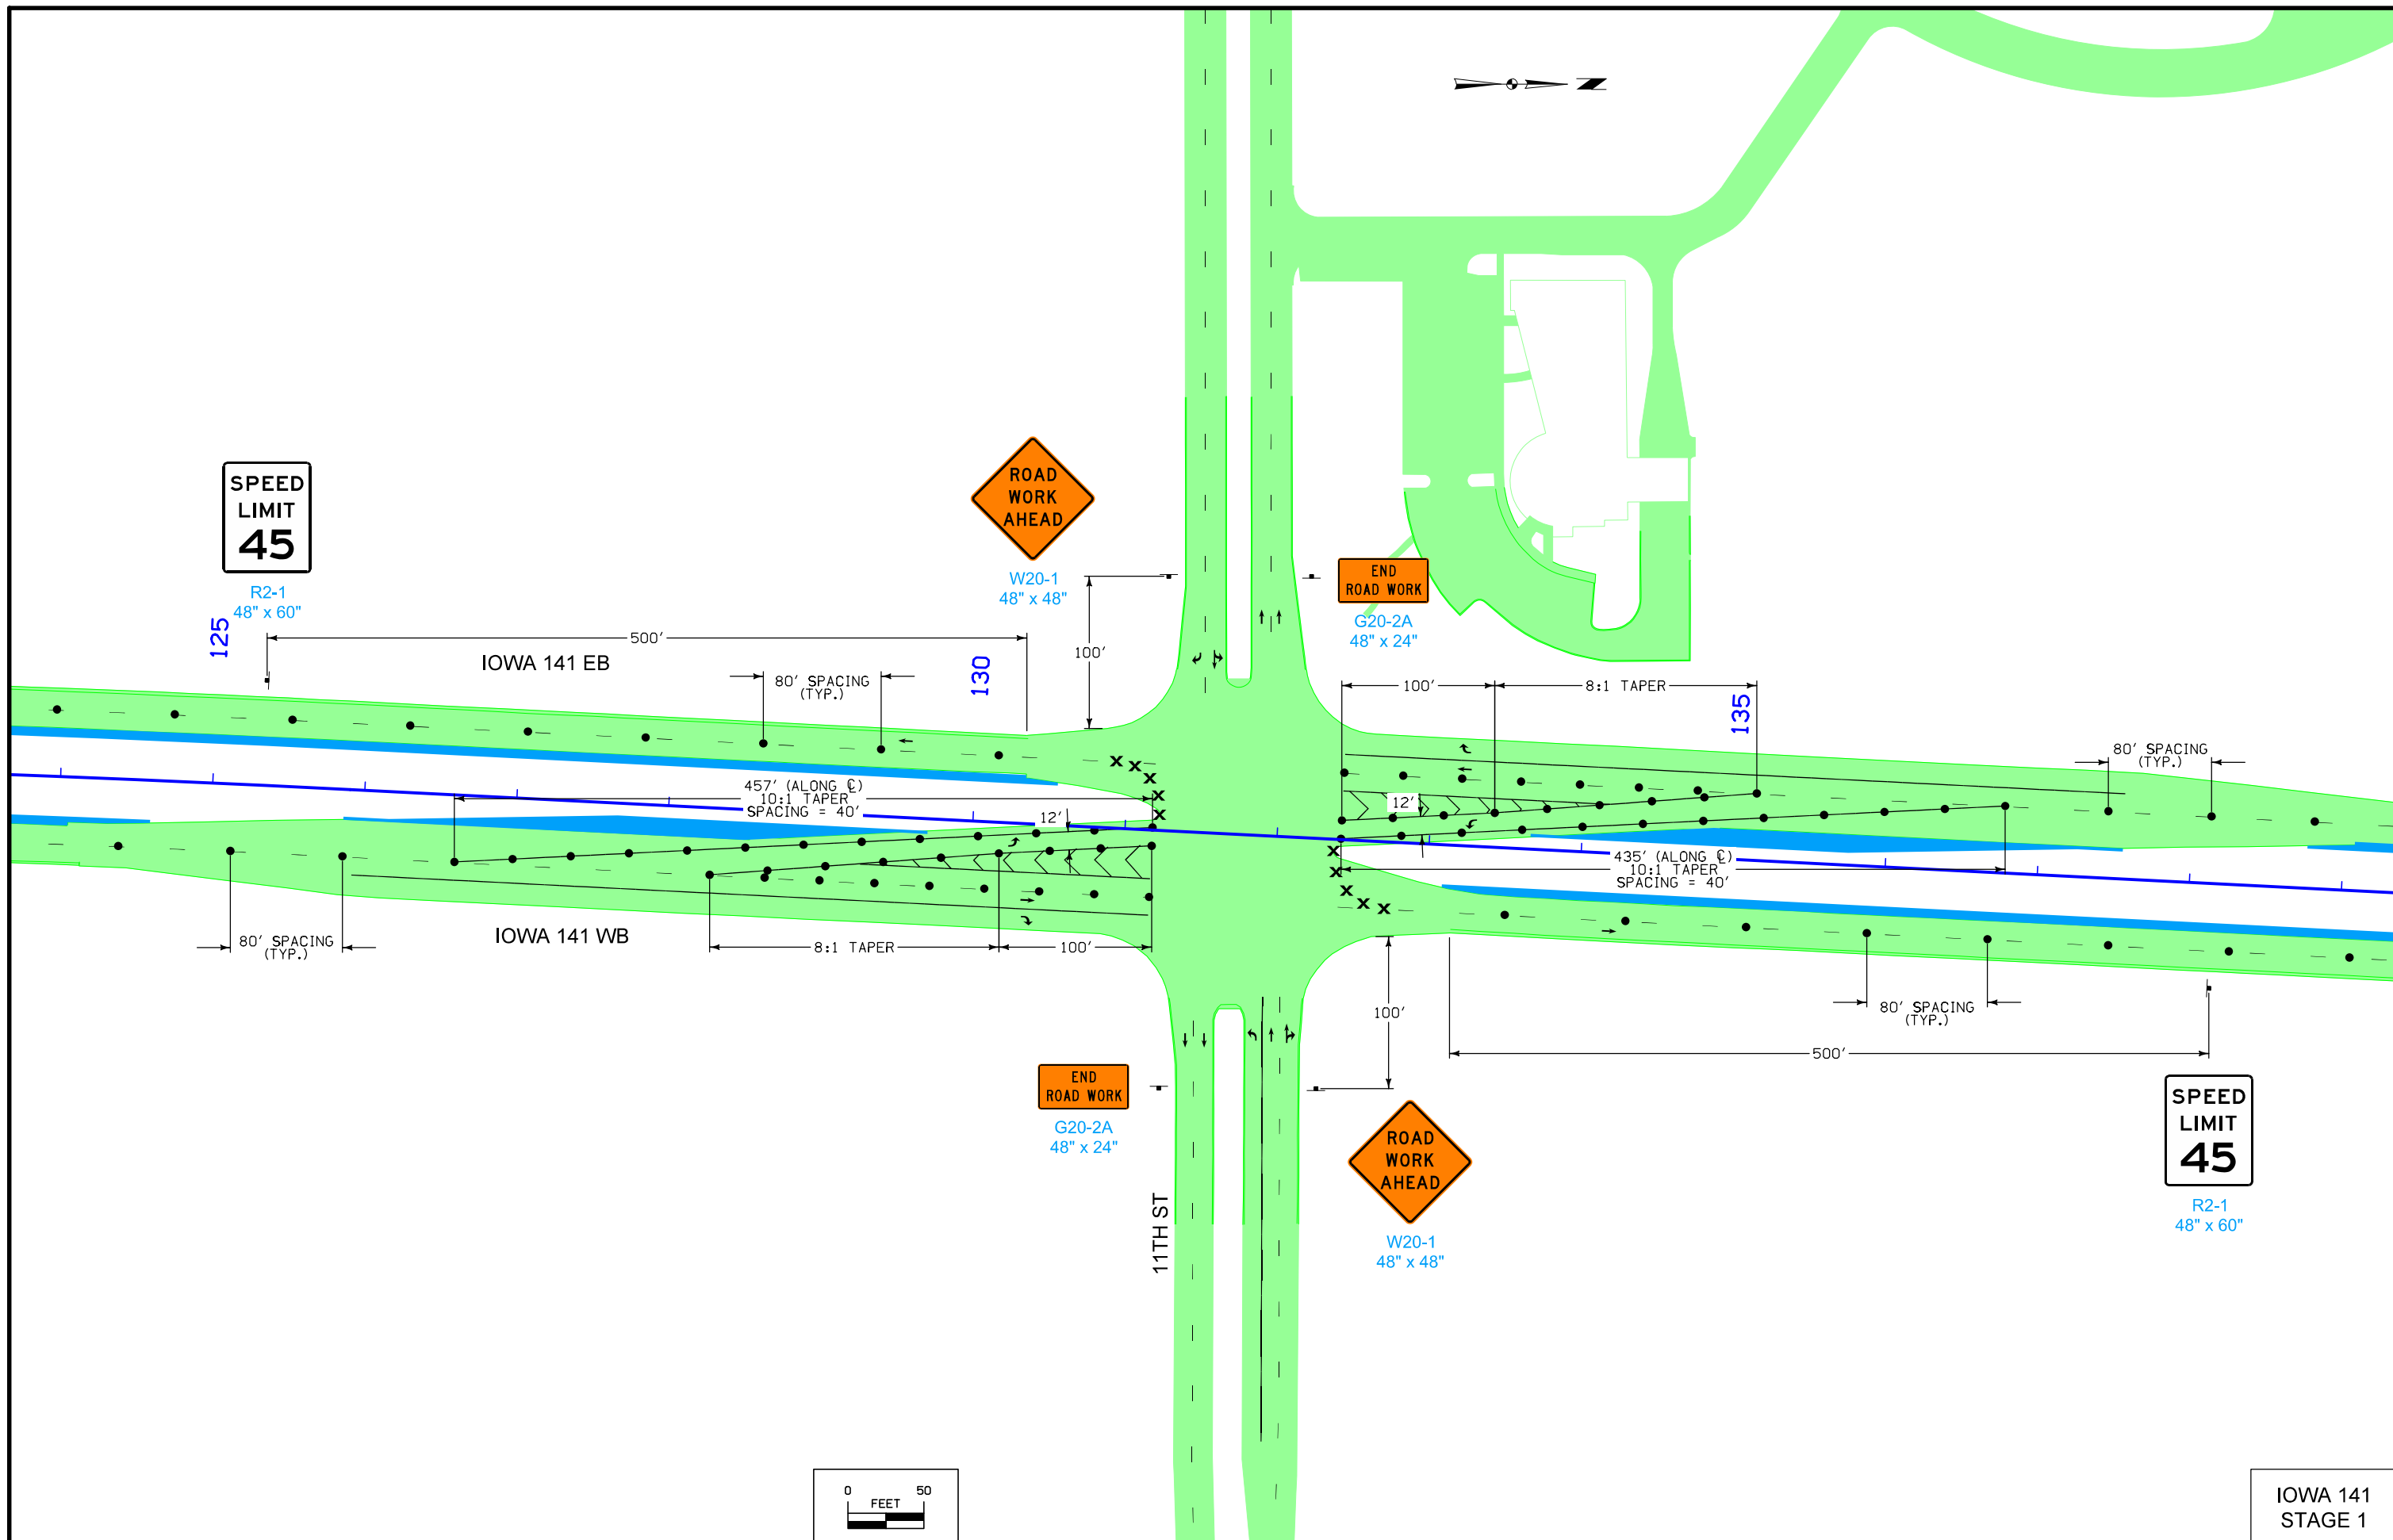 N
SPEED
LIMIT
45
R2-1
48" x 60"
ROAD
WORK
AHEAD
W20-1
48" x 48"
END
ROAD WORK
G20-2A
48" x 24"
125
500'
IOWA 141 EB
130
100'
80' SPACING
(TYP.)
100'
8:1 TAPER
135
80' SPACING
(TYP.)
457' (ALONG ℄)
10:1 TAPER
SPACING = 40'
12'
12'
435' (ALONG ℄)
10:1 TAPER
SPACING = 40'
80' SPACING
(TYP.)
IOWA 141 WB
8:1 TAPER
100'
100'
80' SPACING
(TYP.)
500'
END
ROAD WORK
G20-2A
48" x 24"
ROAD
WORK
AHEAD
W20-1
48" x 48"
SPEED
LIMIT
45
R2-1
48" x 60"
11TH ST
0 50
FEET
IOWA 141
STAGE 1